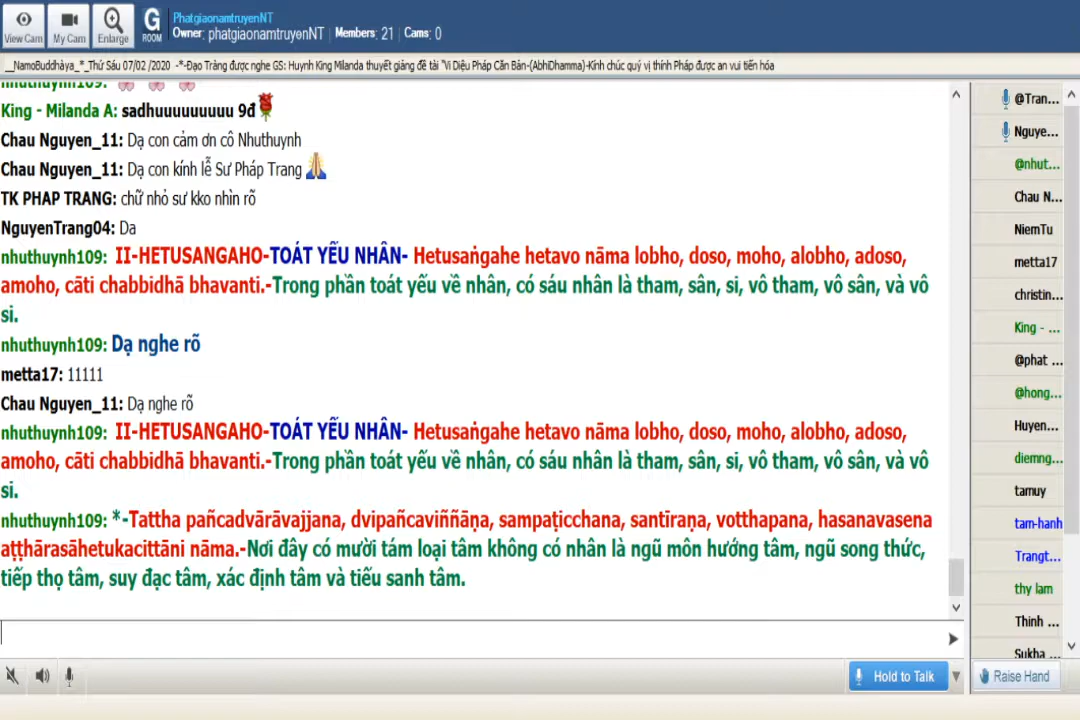 PhatgiaonamtruyenNT
View Cam My Cam Enlarge G ROOM Owner: phatgiaonamtruyenNT Members: 21 Cams: 0
__NamoBuddhàya_*_Thứ Sáu 07/02 /2020 -*-Đạo Tràng được nghe GS: Huynh King Milanda thuyết giảng đề tài "Vi Diệu Pháp Căn Bản-(AbhiDhamma)-Kính chúc quý vị thính Pháp được an vui tiến hóa
nhuthuynh109:
King - Milanda A: sadhuuuuuuuuu 9đ
Chau Nguyen_11: Dạ con cảm ơn cô Nhuthuynh
Chau Nguyen_11: Dạ con kính lễ Sư Pháp Trang
TK PHAP TRANG: chữ nhỏ sư kko nhìn rõ
NguyenTrang04: Da
nhuthuynh109: II-HETUSANGAHO-TOÁT YẾU NHÂN- Hetusaṅgahe hetavo nāma lobho, doso, moho, alobho, adoso,
amoho, cāti chabbidhā bhavanti.-Trong phần toát yếu về nhân, có sáu nhân là tham, sân, si, vô tham, vô sân, và vô
si.
nhuthuynh109: Dạ nghe rõ
metta17: 11111
Chau Nguyen_11: Dạ nghe rõ
nhuthuynh109: II-HETUSANGAHO-TOÁT YẾU NHÂN- Hetusaṅgahe hetavo nāma lobho, doso, moho, alobho, adoso,
amoho, cāti chabbidhā bhavanti.-Trong phần toát yếu về nhân, có sáu nhân là tham, sân, si, vô tham, vô sân, và vô
si.
nhuthuynh109: *-Tattha pañcadvārāvajjana, dvipañcaviññāṇa, sampaṭicchana, santīraṇa, votthapana, hasanavasena
aṭṭhārasāhetukacittāni nāma.-Nơi đây có mười tám loại tâm không có nhân là ngũ môn hướng tâm, ngũ song thức,
tiếp thọ tâm, suy đạc tâm, xác định tâm và tiếu sanh tâm.
@Tran...
Nguye...
@nhut...
Chau N...
NiemTu
metta17
christin...
King - ...
@phat ...
@hong...
Huyen...
diemng...
tamuy
tam-hanh
Trangt...
thy lam
Thinh ...
Sukha ...
Hold to Talk
Raise Hand